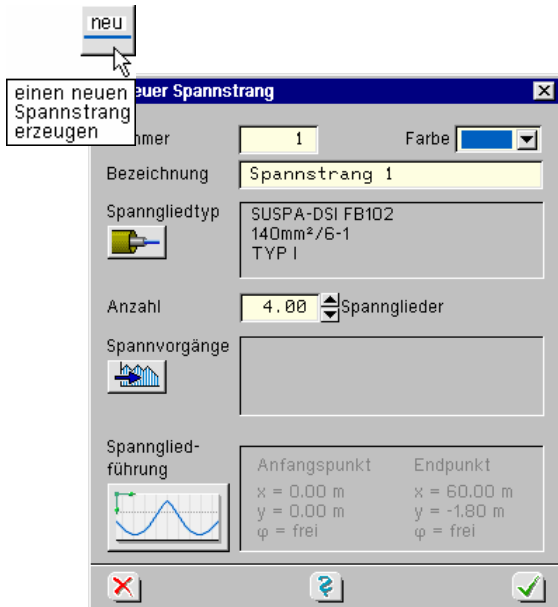 neu
einen neuen
Spannstrang
erzeugen
euer Spannstrang
mmer 1 Farbe
Bezeichnung Spannstrang 1
Spanngliedtyp SUSPA-DSI FB102
140mm²/6-1
TYP I
Anzahl 4.00 Spannglieder
Spannvorgänge
Spannglied-
führung
Anfangspunkt Endpunkt
x = 0.00 m x = 60.00 m
y = 0.00 m y = -1.80 m
φ = frei φ = frei